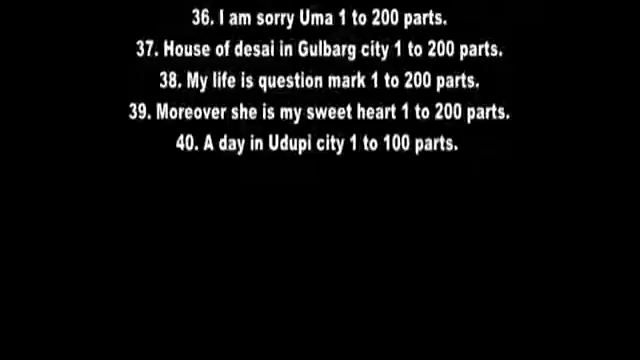 36. I am sorry Uma 1 to 200 parts.
37. House of desai in Gulbarg city 1 to 200 parts.
38. My life is question mark 1 to 200 parts.
39. Moreover she is my sweet heart 1 to 200 parts.
40. A day in Udupi city 1 to 100 parts.